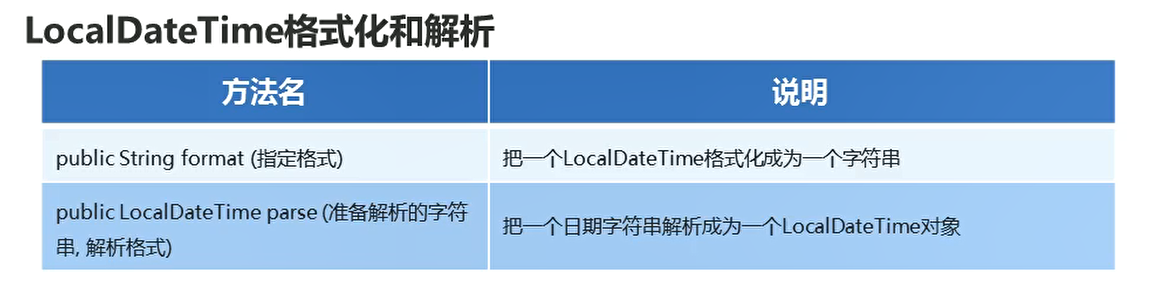 LocalDateTime格式化和解析
方法名
说明
public String format (指定格式)
把一个LocalDateTime格式化成为一个字符串
public LocalDateTime parse (准备解析的字符
串, 解析格式)
把一个日期字符串解析成为一个LocalDateTime对象